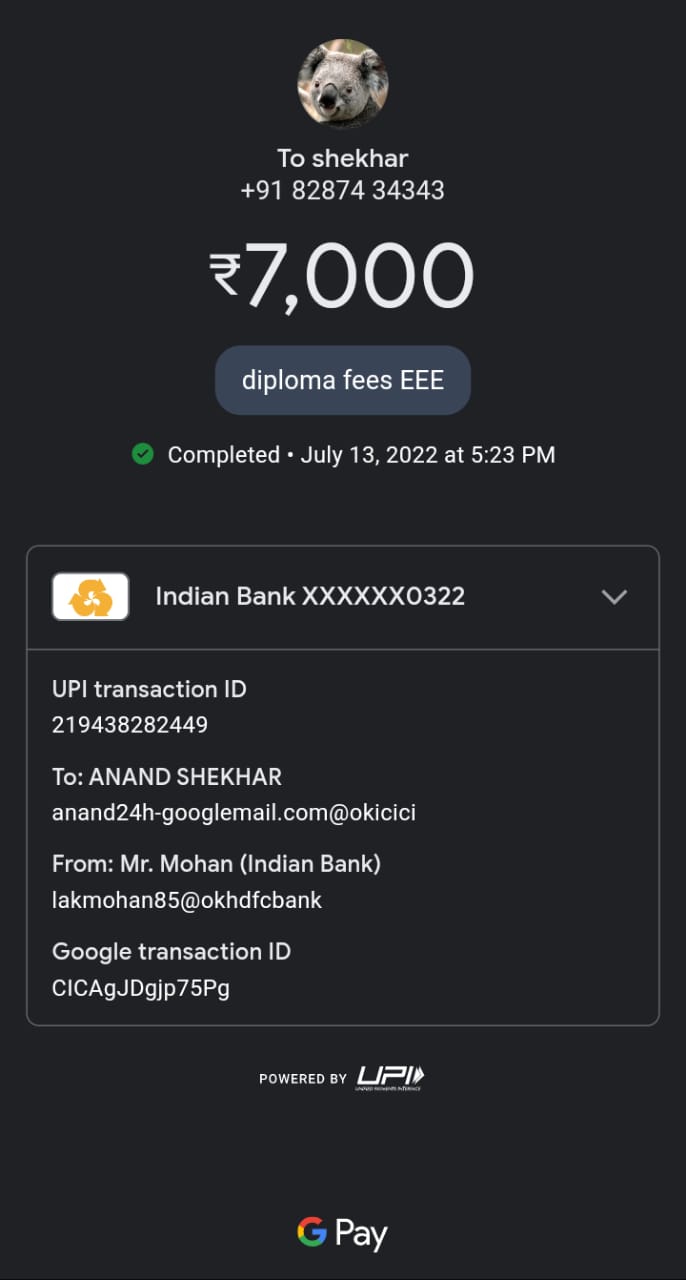 To shekhar
+91 82874 34343
₹7,000
diploma fees EEE
Completed • July 13, 2022 at 5:23 PM
Indian Bank XXXXXX0322
UPI transaction ID
219438282449
To: ANAND SHEKHAR
anand24h-googlemail.com@okicici
From: Mr. Mohan (Indian Bank)
lakmohan85@okhdfcbank
Google transaction ID
CICAgJDgjp75Pg
POWERED BY UPI
UNIFIED PAYMENTS INTERFACE
G Pay